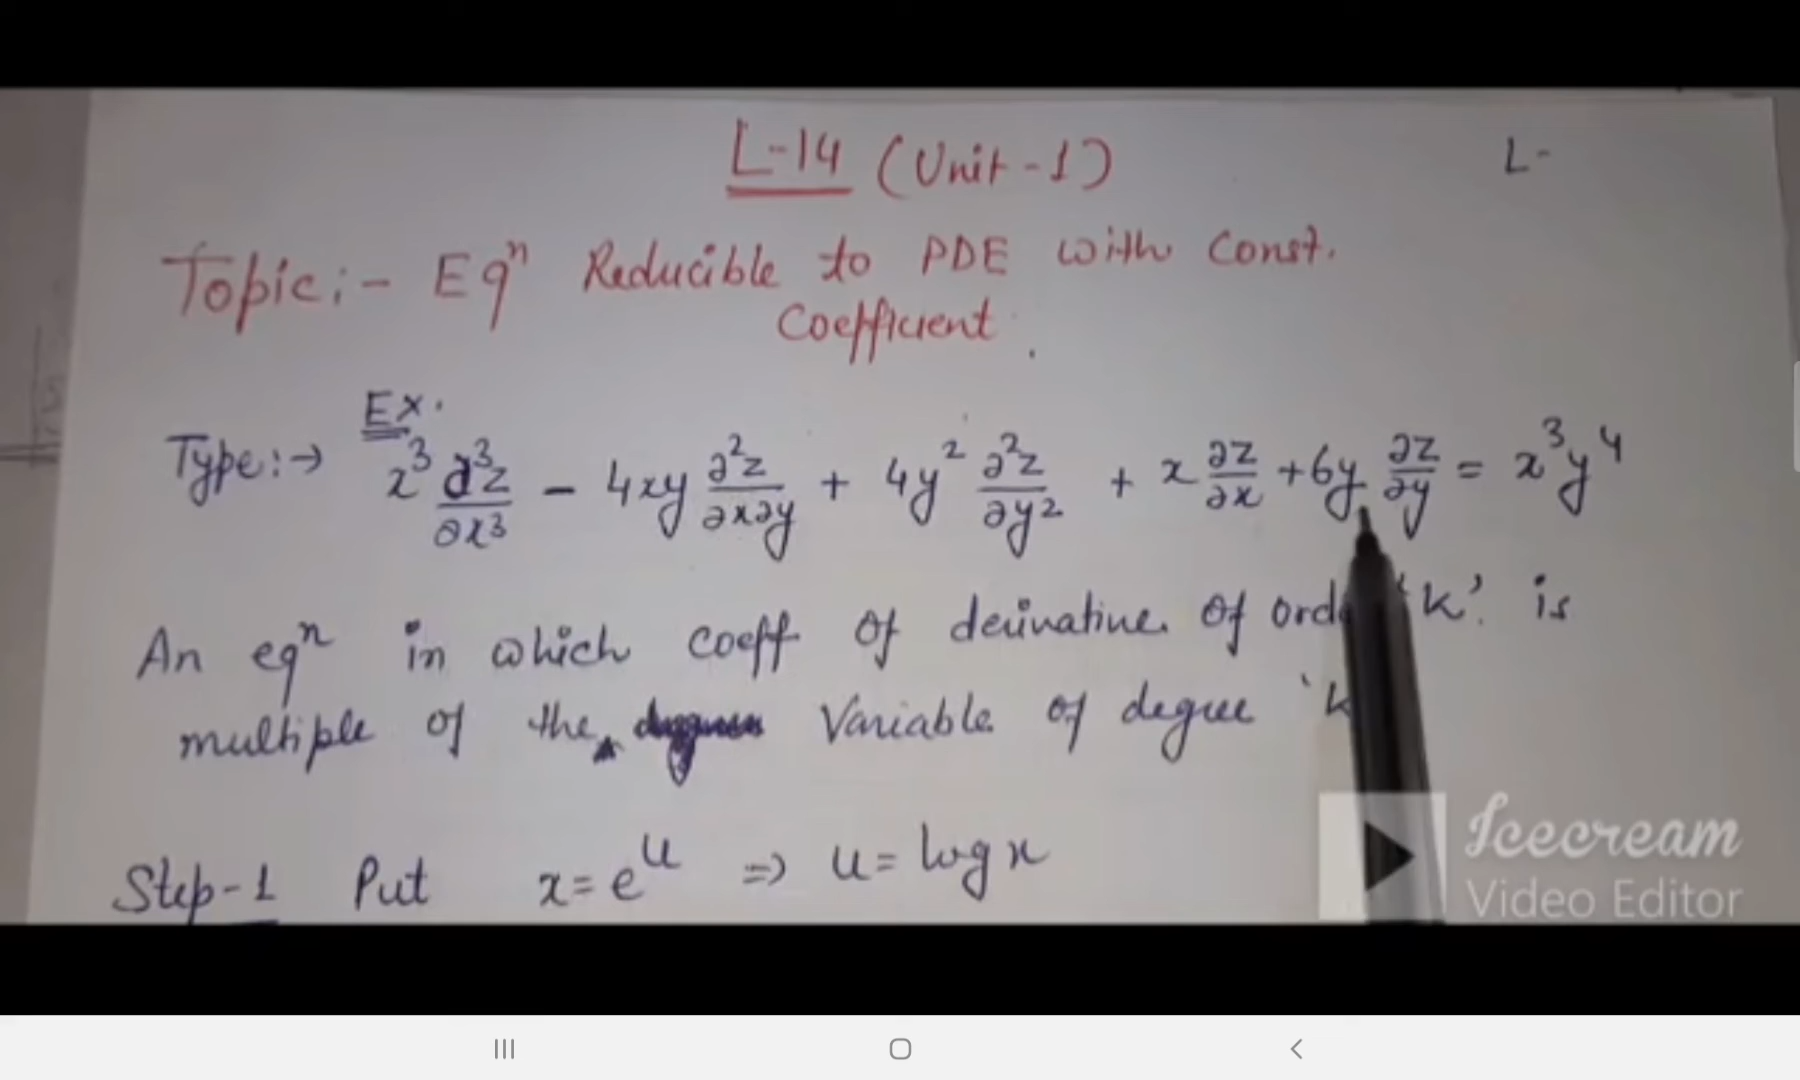 L-14 (Unit-1)
L-
Topic:- Eqⁿ Reducible to PDE with Const.
Coefficient.
Ex.
Type:→ x³ ∂³z/∂x³ - 4xy ∂²z/∂x∂y + 4y² ∂²z/∂y² + x ∂z/∂x + 6y ∂z/∂y = x³y⁴
An eqⁿ in which coeff of derivative of ord 'k' is
multiple of the Variable of degree 'k
Step-1 Put x = eᵘ ⇒ u = log x
Icecream
Video Editor